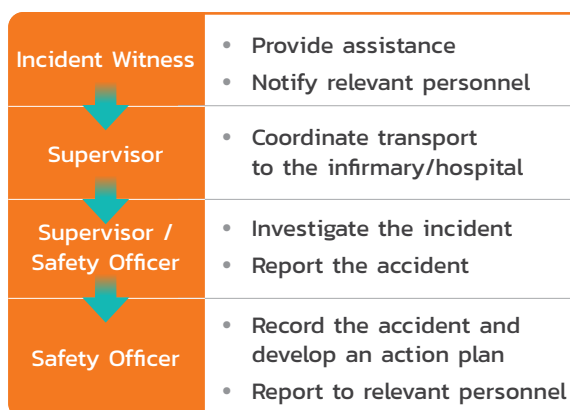 Incident Witness
• Provide assistance
• Notify relevant personnel
Supervisor
• Coordinate transport
to the infirmary/hospital
Supervisor /
Safety Officer
• Investigate the incident
• Report the accident
Safety Officer
• Record the accident and
develop an action plan
• Report to relevant personnel